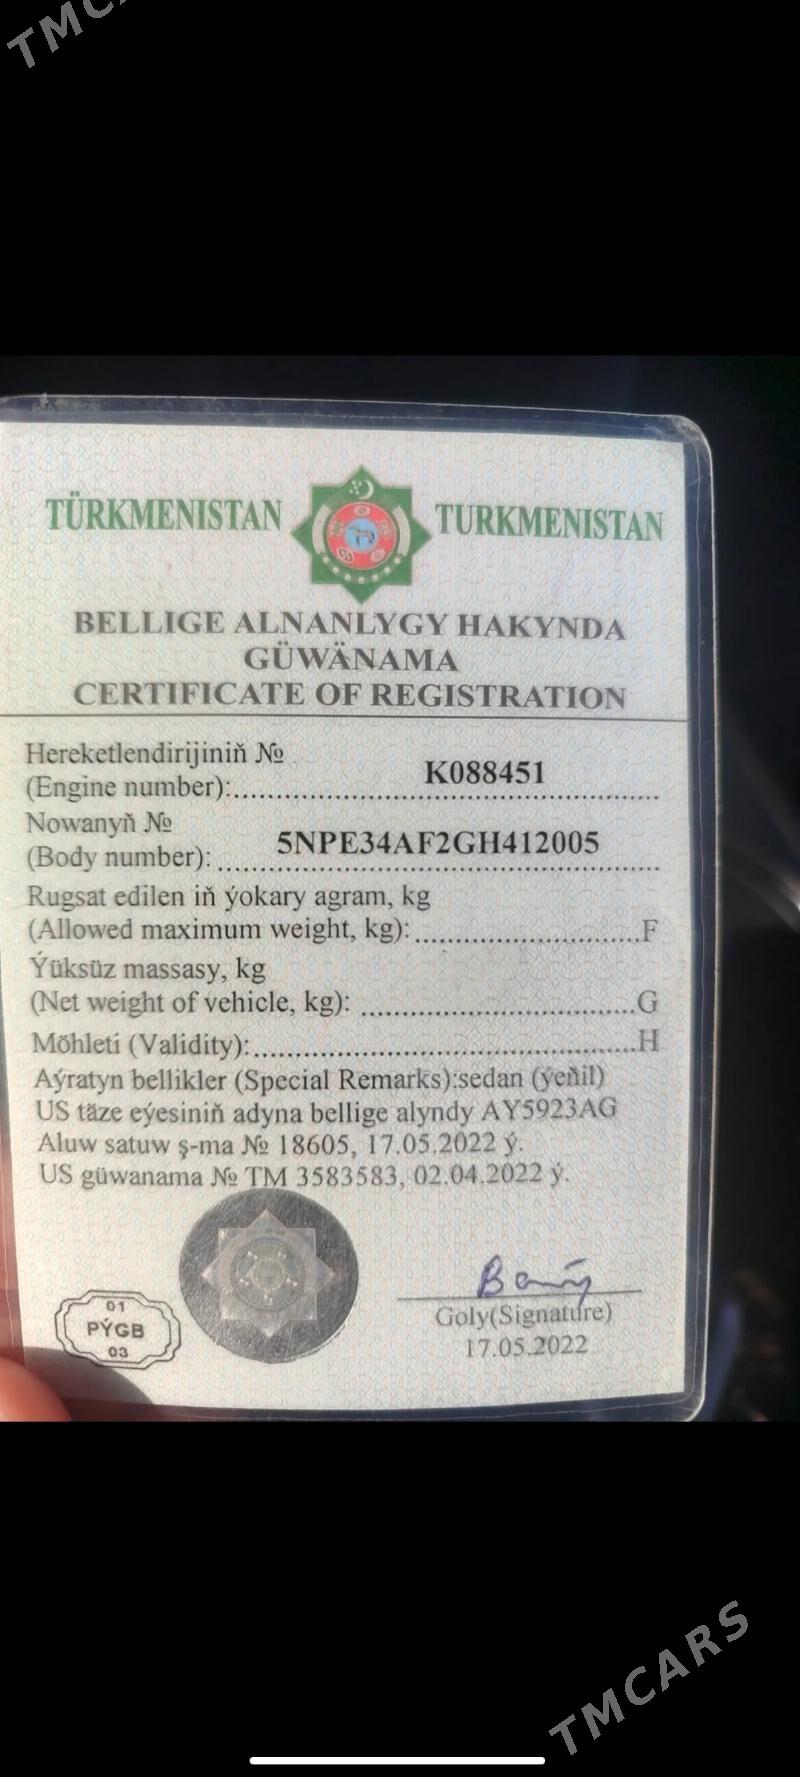 TMCARS
TÜRKMENISTAN TURKMENISTAN
BELLIGE ALNANLYGY HAKYNDA
GÜWÄNAMA
CERTIFICATE OF REGISTRATION
Hereketlendirijiniň №
(Engine number):..............................K088451
Nowanyň №
(Body number): ........5NPE34AF2GH412005
Rugsat edilen iň ýokary agram, kg
(Allowed maximum weight, kg):..............................F
Ýüksüz massasy, kg
(Net weight of vehicle, kg): ..............................G
Möhleti (Validity):..............................H
Aýratyn bellikler (Special Remarks):sedan (ýeňil)
US täze eýesiniň adyna bellige alyndy AY5923AG
Aluw satuw ş-ma № 18605, 17.05.2022 ý.
US güwanama № TM 3583583, 02.04.2022 ý.
01
PÝGB
03
Goly(Signature)
17.05.2022
TMCARS